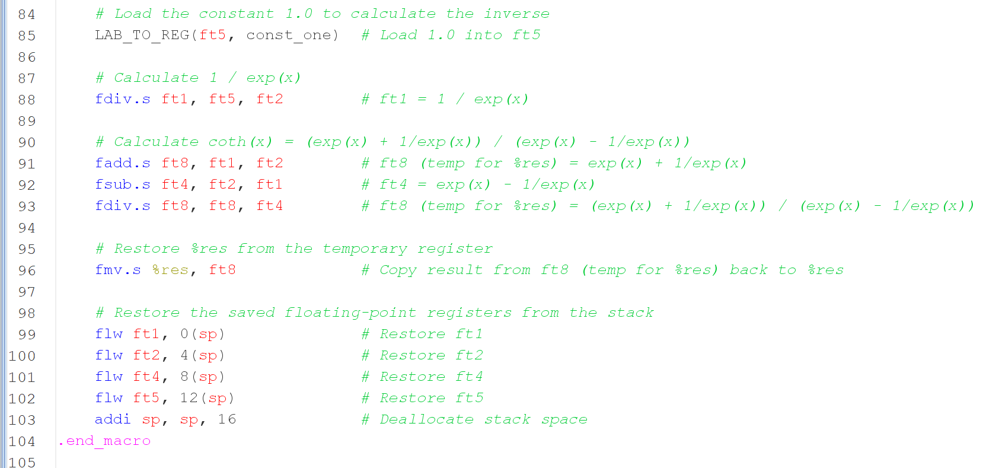 84 # Load the constant 1.0 to calculate the inverse
85 LAB_TO_REG(ft5, const_one) # Load 1.0 into ft5
86
87 # Calculate 1 / exp(x)
88 fdiv.s ft1, ft5, ft2 # ft1 = 1 / exp(x)
89
90 # Calculate coth(x) = (exp(x) + 1/exp(x)) / (exp(x) - 1/exp(x))
91 fadd.s ft8, ft1, ft2 # ft8 (temp for %res) = exp(x) + 1/exp(x)
92 fsub.s ft4, ft2, ft1 # ft4 = exp(x) - 1/exp(x)
93 fdiv.s ft8, ft8, ft4 # ft8 (temp for %res) = (exp(x) + 1/exp(x)) / (exp(x) - 1/exp(x))
94
95 # Restore %res from the temporary register
96 fmv.s %res, ft8 # Copy result from ft8 (temp for %res) back to %res
97
98 # Restore the saved floating-point registers from the stack
99 flw ft1, 0(sp) # Restore ft1
100 flw ft2, 4(sp) # Restore ft2
101 flw ft4, 8(sp) # Restore ft4
102 flw ft5, 12(sp) # Restore ft5
103 addi sp, sp, 16 # Deallocate stack space
104 .end_macro
105